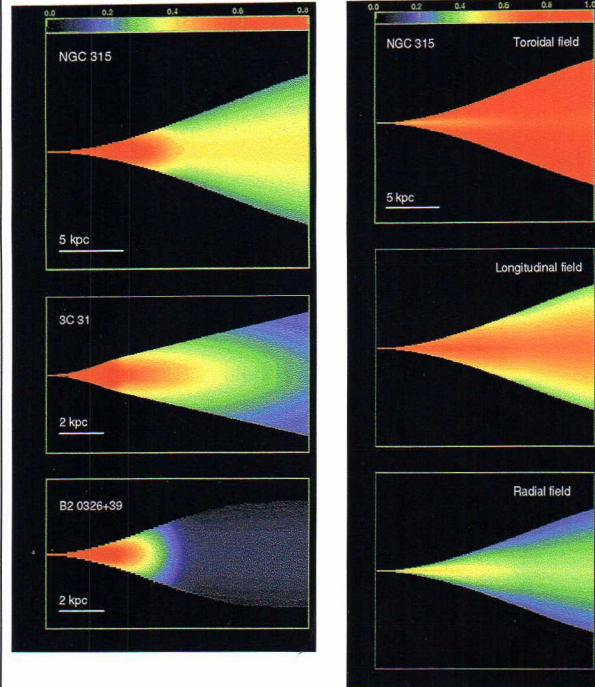 0.0 0.2 0.4 0.6 0.8
NGC 315
5 kpc
3C 31
2 kpc
B2 0326+39
2 kpc
0.0 0.2 0.4 0.6 0.8 1.0
NGC 315
Toroidal field
5 kpc
Longitudinal field
Radial field